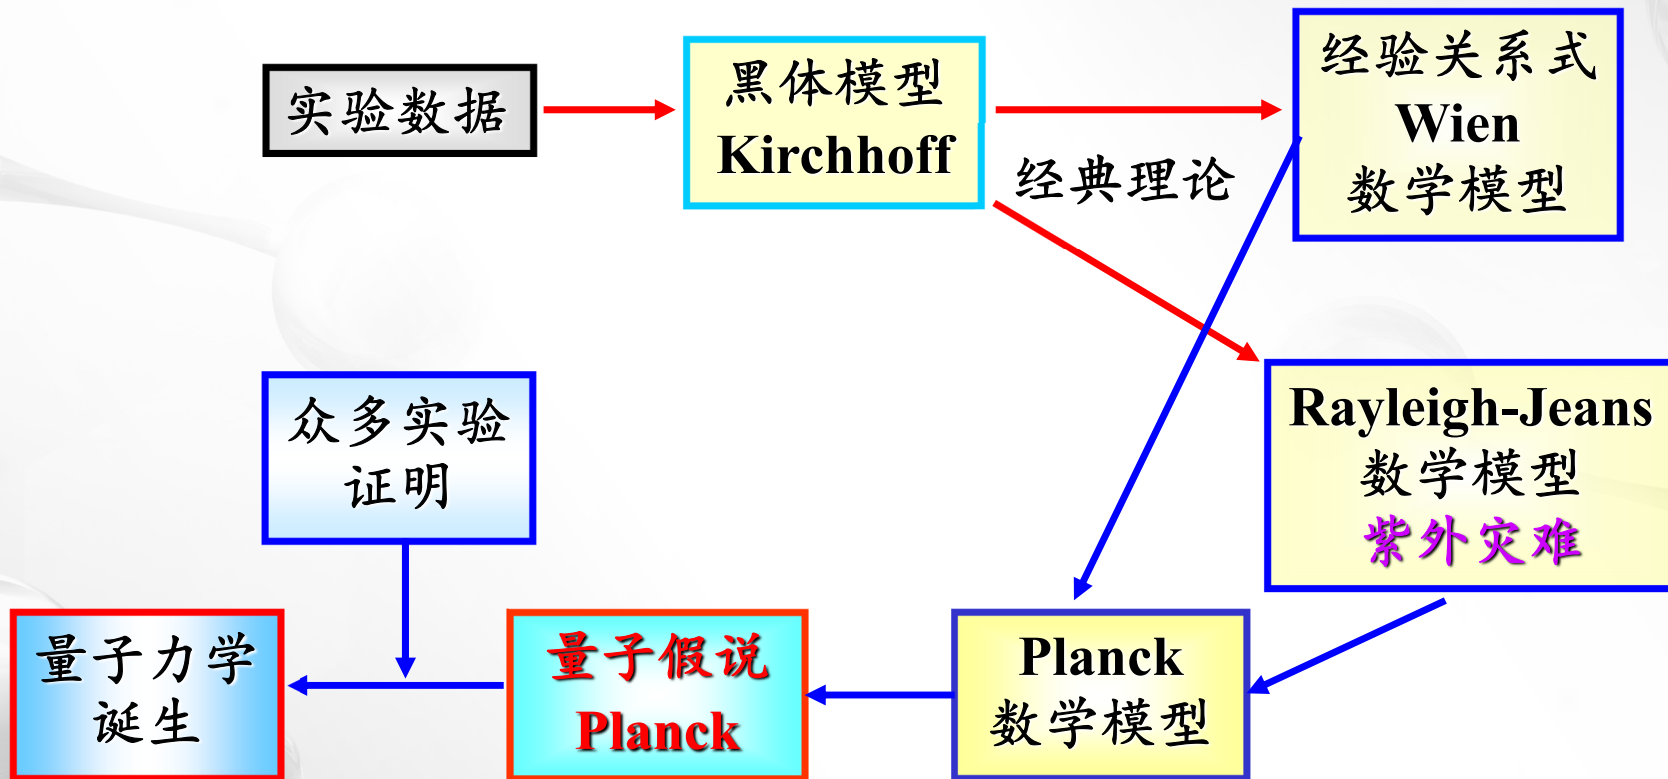 实验数据
黑体模型
Kirchhoff
经典理论
经验关系式
Wien
数学模型
Rayleigh-Jeans
数学模型
紫外灾难
众多实验
证明
量子力学
诞生
量子假说
Planck
Planck
数学模型